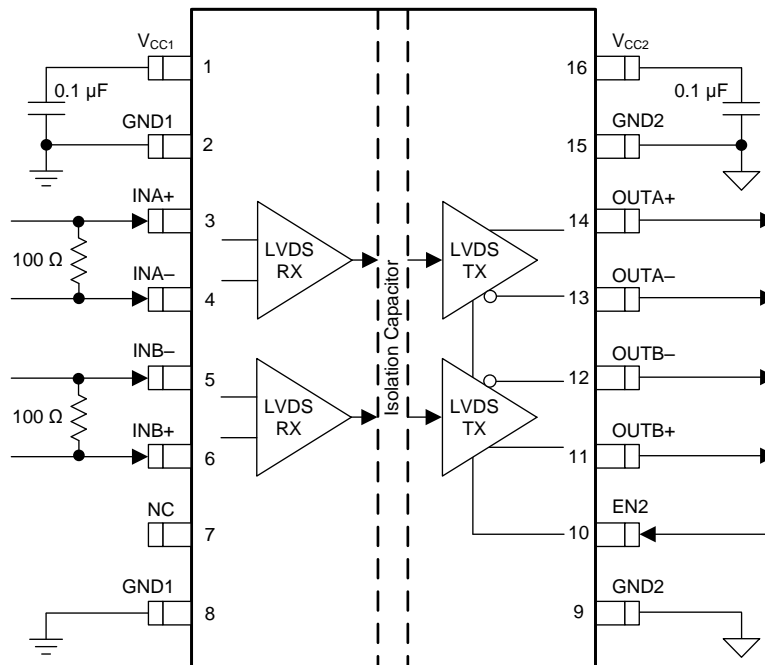 VCC1
1
0.1 µF
GND1
2
INA+
3
100 Ω
INA–
4
INB–
5
100 Ω
INB+
6
NC
7
GND1
8
LVDS
RX
LVDS
RX
Isolation Capacitor
LVDS
TX
LVDS
TX
VCC2
16
0.1 µF
GND2
15
OUTA+
14
OUTA–
13
OUTB–
12
OUTB+
11
EN2
10
GND2
9